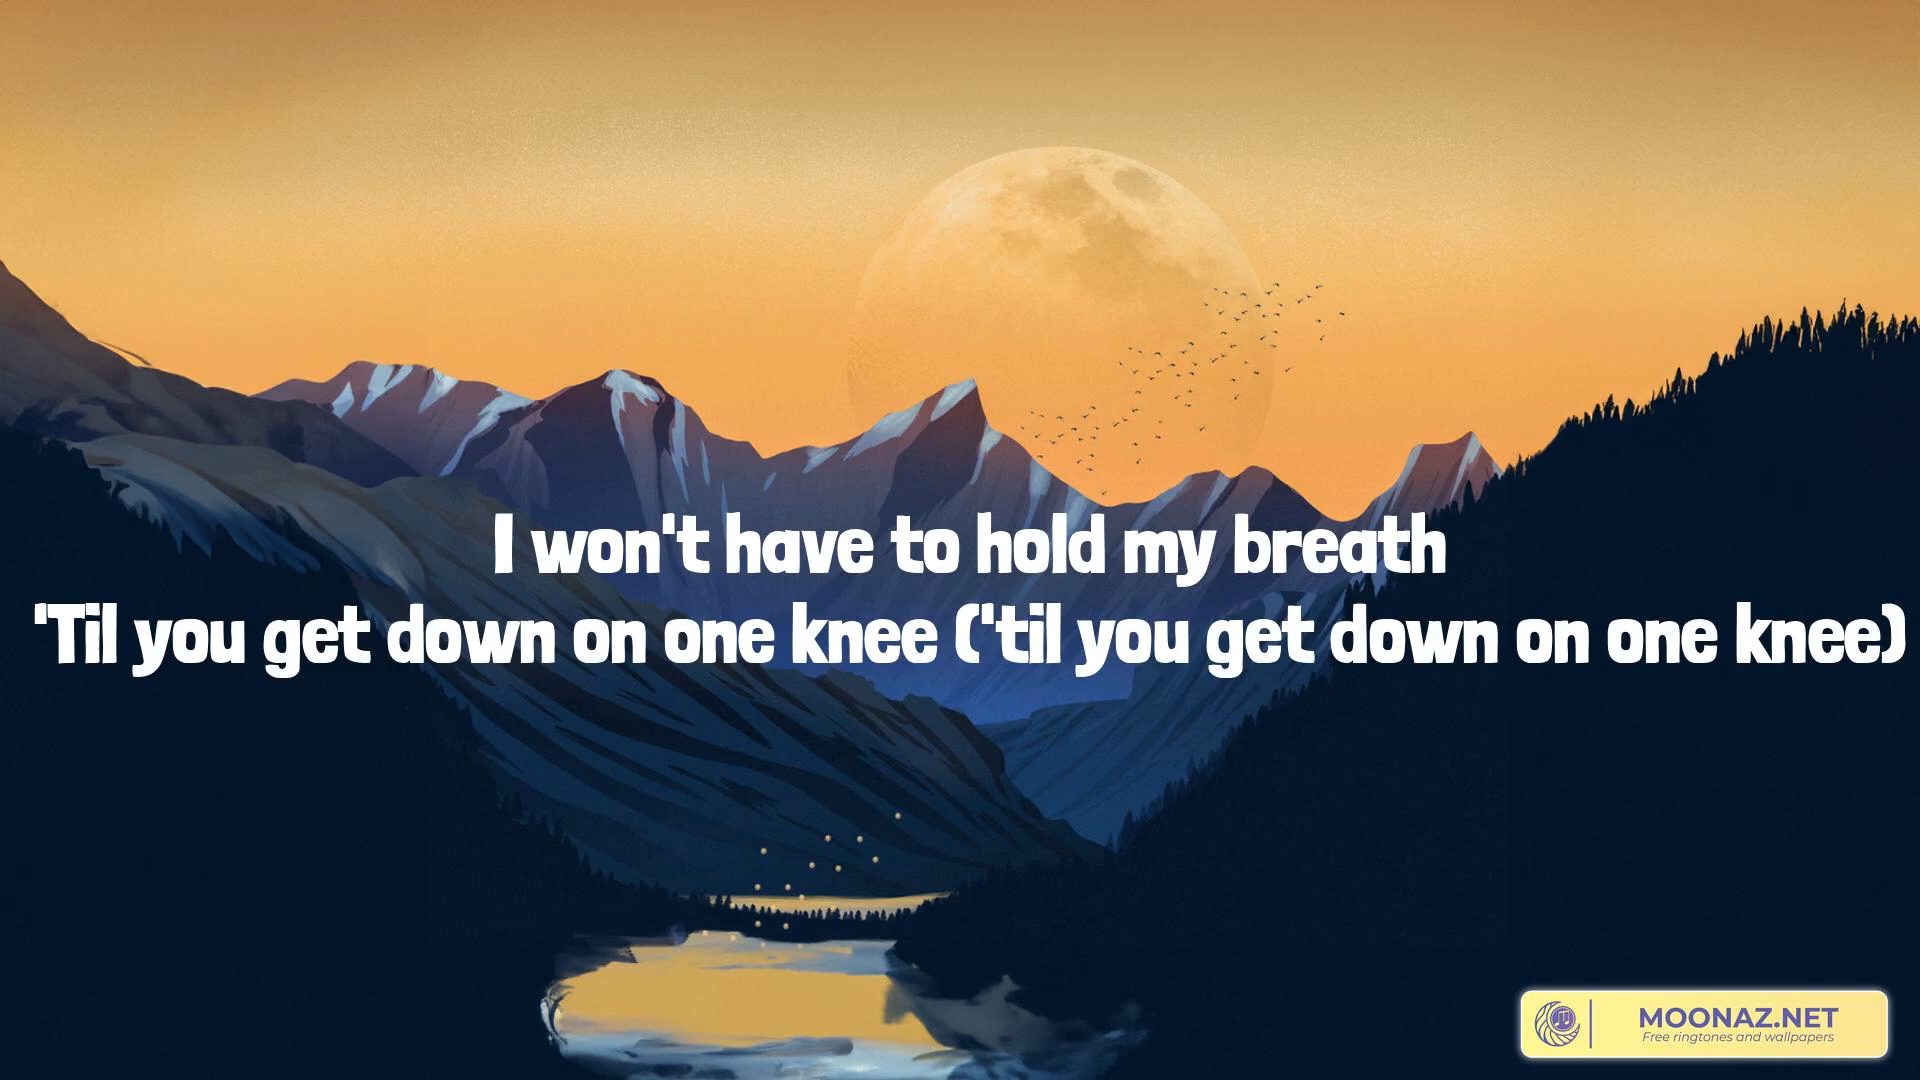 I won't have to hold my breath
'Til you get down on one knee ('til you get down on one knee)
MOONAZ.NET
Free ringtones and wallpapers